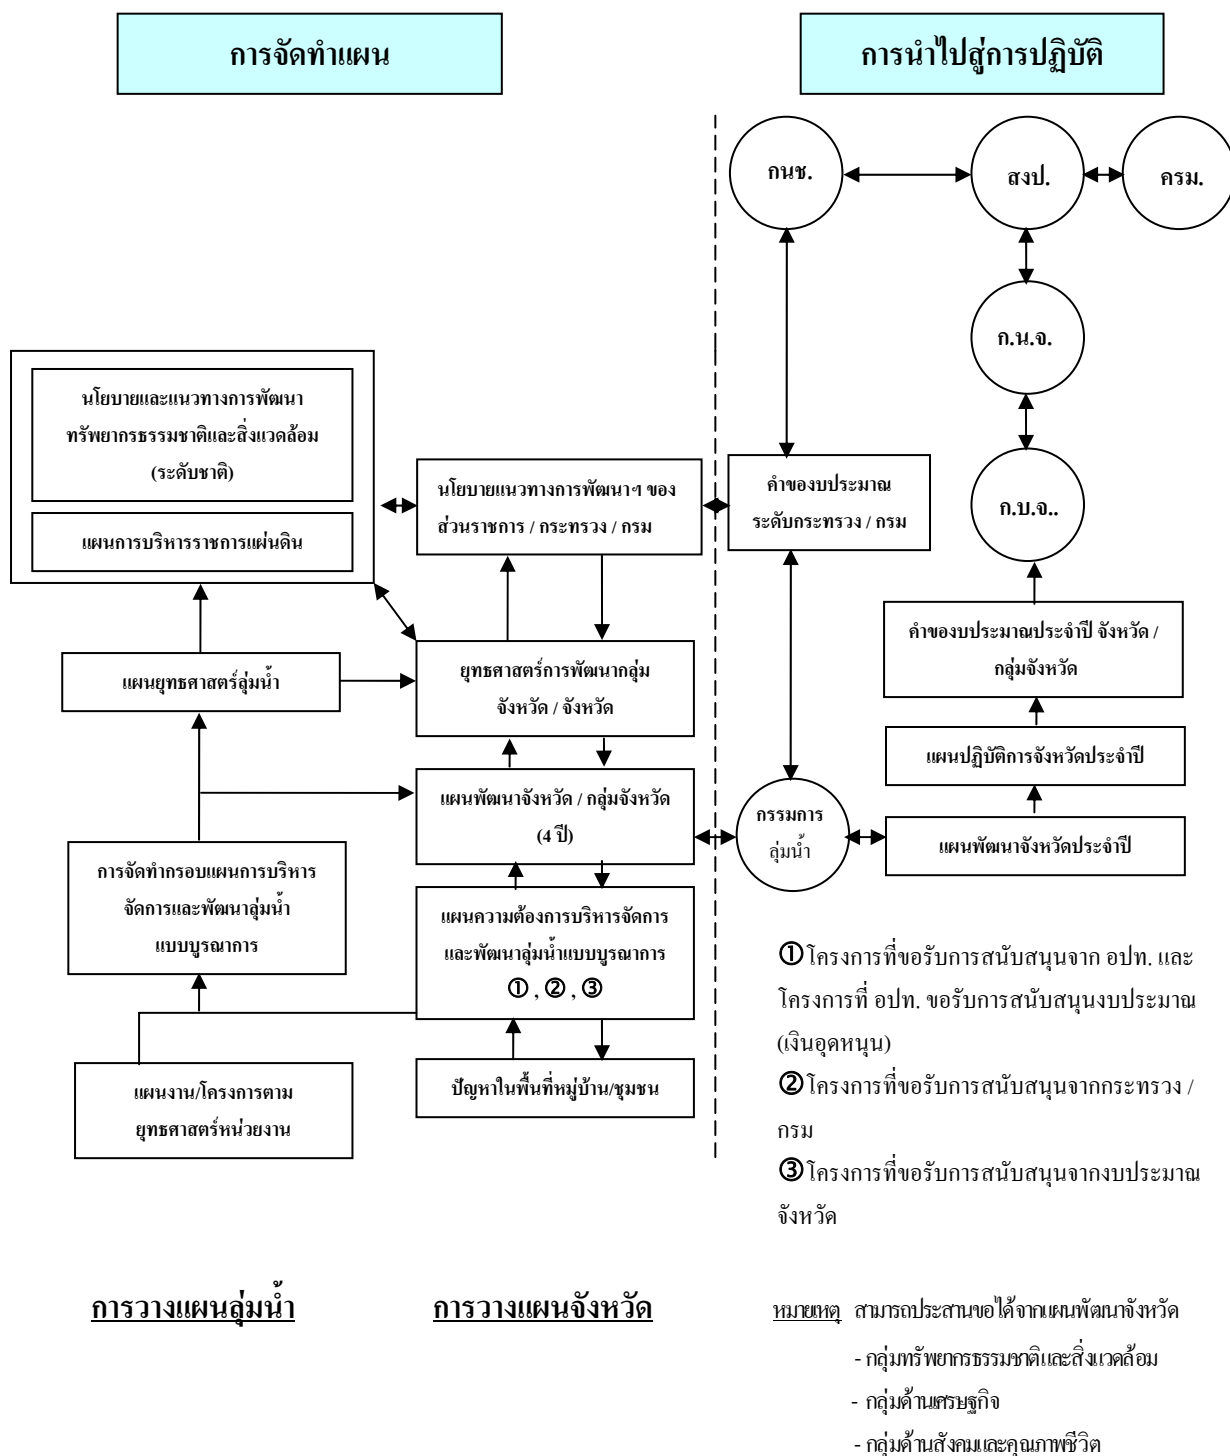 การจัดทำแผน
การนำไปสู่การปฏิบัติ
กนช.
สงป.
ครม.
ก.น.จ.
ก.บ.จ..
นโยบายและแนวทางการพัฒนา
ทรัพยากรธรรมชาติและสิ่งแวดล้อม
(ระดับชาติ)
แผนการบริหารราชการแผ่นดิน
นโยบายแนวทางการพัฒนาฯ ของ
ส่วนราชการ / กระทรวง / กรม
คำของบประมาณ
ระดับกระทรวง / กรม
คำของบประมาณประจำปี จังหวัด /
กลุ่มจังหวัด
แผนยุทธศาสตร์ลุ่มน้ำ
ยุทธศาสตร์การพัฒนากลุ่ม
จังหวัด / จังหวัด
แผนปฏิบัติการจังหวัดประจำปี
แผนพัฒนาจังหวัด / กลุ่มจังหวัด
(4 ปี)
กรรมการ
ลุ่มน้ำ
แผนพัฒนาจังหวัดประจำปี
การจัดทำกรอบแผนการบริหาร
จัดการและพัฒนาลุ่มน้ำ
แบบบูรณาการ
แผนความต้องการบริหารจัดการ
และพัฒนาลุ่มน้ำแบบบูรณาการ
① , ② , ③
แผนงาน/โครงการตาม
ยุทธศาสตร์หน่วยงาน
ปัญหาในพื้นที่หมู่บ้าน/ชุมชน
① โครงการที่ขอรับการสนับสนุนจาก อปท. และ
โครงการที่ อปท. ขอรับการสนับสนุนงบประมาณ
(เงินอุดหนุน)
② โครงการที่ขอรับการสนับสนุนจากกระทรวง /
กรม
③ โครงการที่ขอรับการสนับสนุนจากงบประมาณ
จังหวัด
การวางแผนลุ่มน้ำ
การวางแผนจังหวัด
หมายเหตุ สามารถประสานขอได้จากแผนพัฒนาจังหวัด
- กลุ่มทรัพยากรธรรมชาติและสิ่งแวดล้อม
- กลุ่มด้านเศรษฐกิจ
- กลุ่มด้านสังคมและคุณภาพชีวิต